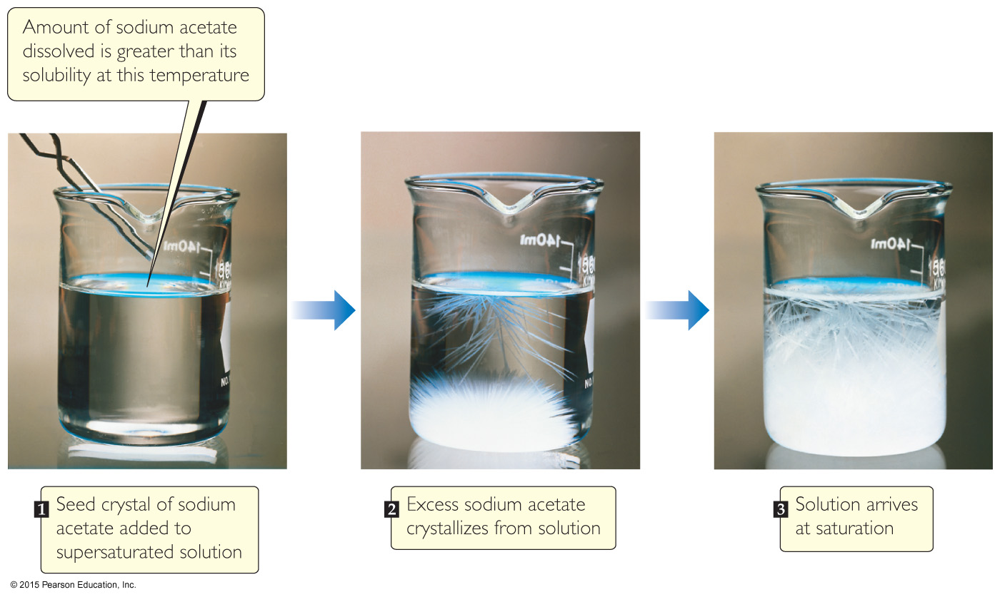 Amount of sodium acetate
dissolved is greater than its
solubility at this temperature
140ml
NO.
140ml
NO.
140ml
1 Seed crystal of sodium
acetate added to
supersaturated solution
2 Excess sodium acetate
crystallizes from solution
3 Solution arrives
at saturation
© 2015 Pearson Education, Inc.